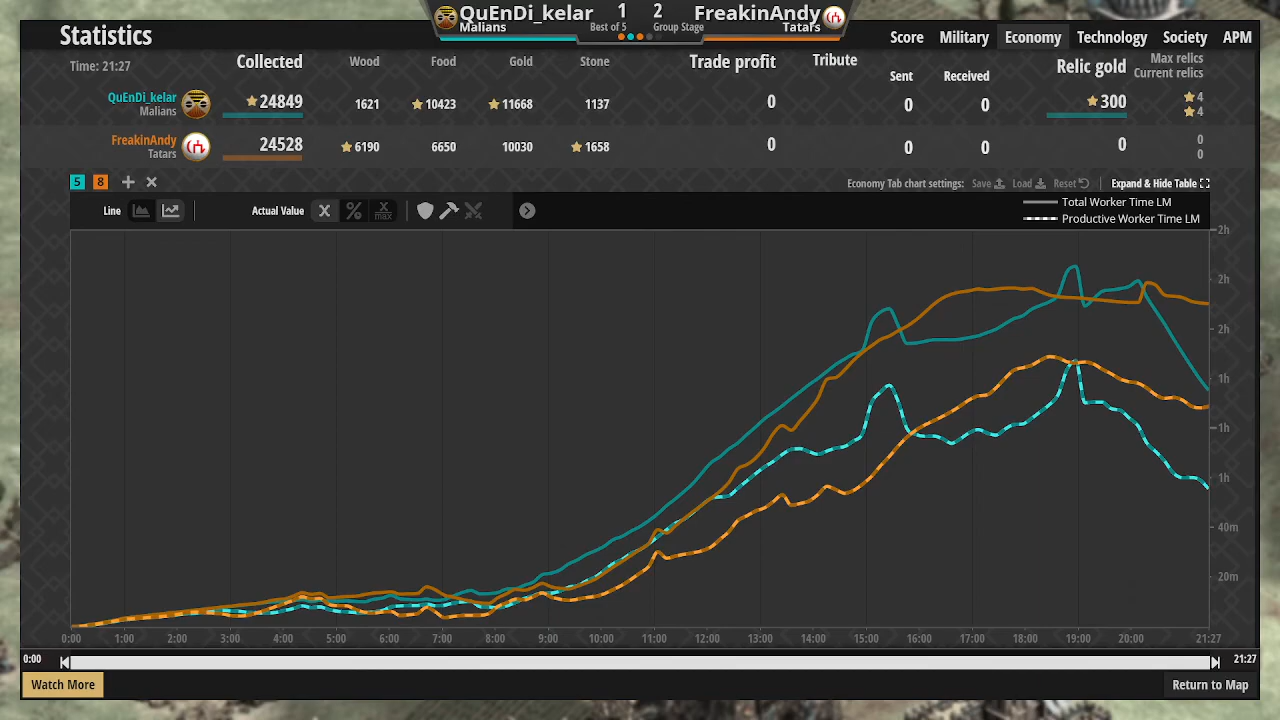 QuEnDi_kelar 1 2 FreakinAndy
Malians Best of 5 Group Stage Tatars
Statistics
Score Military Economy Technology Society APM
Time: 21:27
Collected Wood Food Gold Stone Trade profit Tribute Sent Received Relic gold Max relics
Current relics
QuEnDi_kelar
Malians
24849 1621 10423 11668 1137 0 0 0 300 4
4
FreakinAndy
Tatars
24528 6190 6650 10030 1658 0 0 0 0 0
0
5 8 + × Economy Tab chart settings: Save Load Reset Expand & Hide Table
Line Actual Value X % X
max
Total Worker Time LM
Productive Worker Time LM
2h
2h
2h
1h
1h
1h
40m
20m
0:00 1:00 2:00 3:00 4:00 5:00 6:00 7:00 8:00 9:00 10:00 11:00 12:00 13:00 14:00 15:00 16:00 17:00 18:00 19:00 20:00 21:27
0:00 21:27
Watch More Return to Map